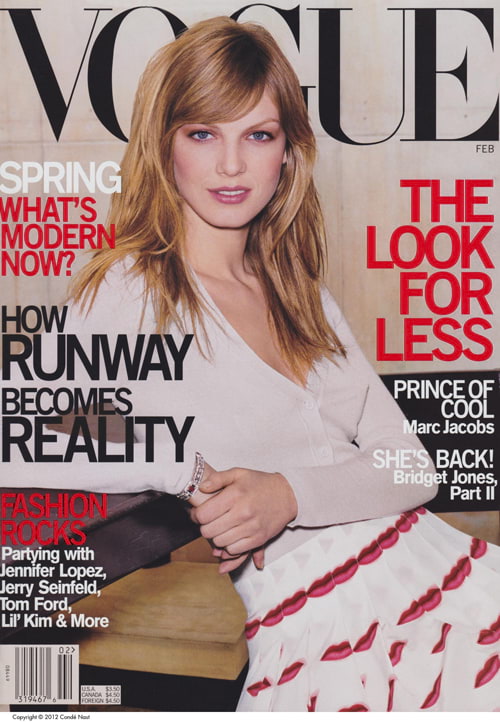 VOGUE
FEB
SPRING
WHAT'S
MODERN
NOW?
HOW
RUNWAY
BECOMES
REALITY
FASHION
ROCKS
Partying with
Jennifer Lopez,
Jerry Seinfeld,
Tom Ford,
Lil' Kim & More
THE
LOOK
FOR
LESS
PRINCE OF
COOL
Marc Jacobs
SHE'S BACK!
Bridget Jones,
Part II
02>
319467 6
U.S.A. $3.50
CANADA $4.50
FOREIGN $4.50
Copyright © 2012 Condé Nast